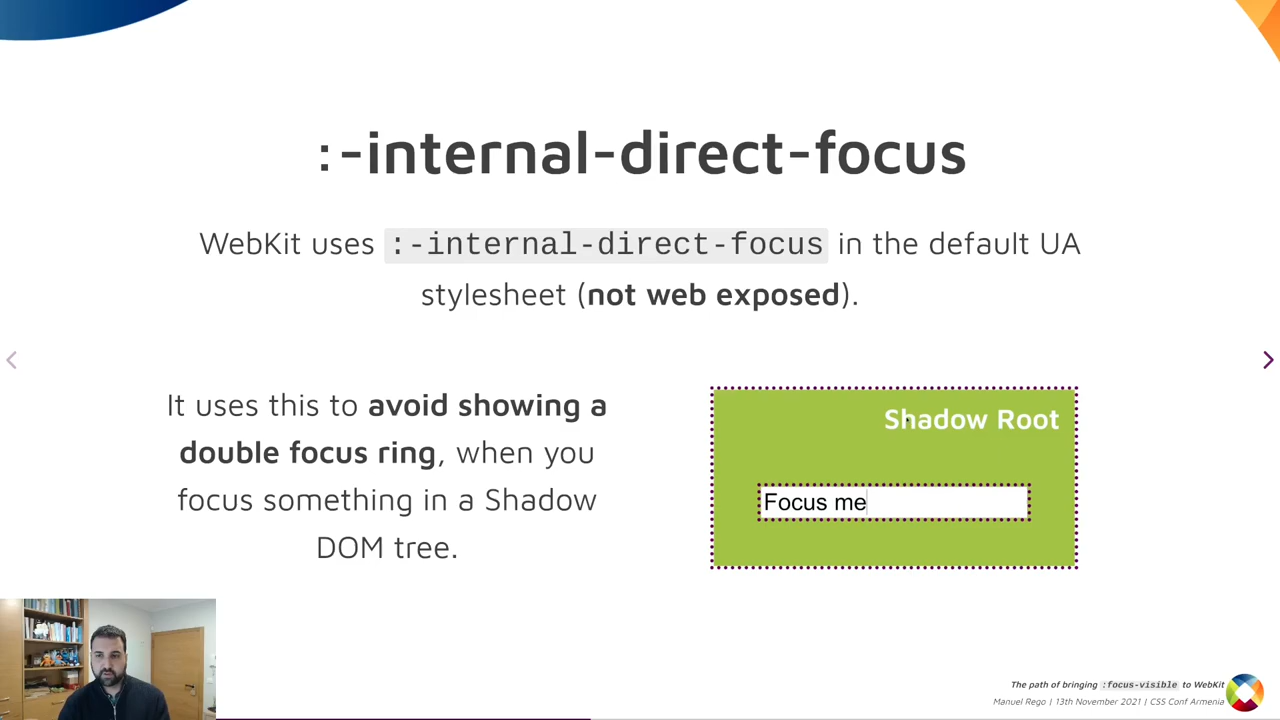 :-internal-direct-focus
WebKit uses :-internal-direct-focus in the default UA
stylesheet (not web exposed).
It uses this to avoid showing a
double focus ring, when you
focus something in a Shadow
DOM tree.
Shadow Root
Focus me
The path of bringing :focus-visible to WebKit
Manuel Rego | 13th November 2021 | CSS Conf Armenia